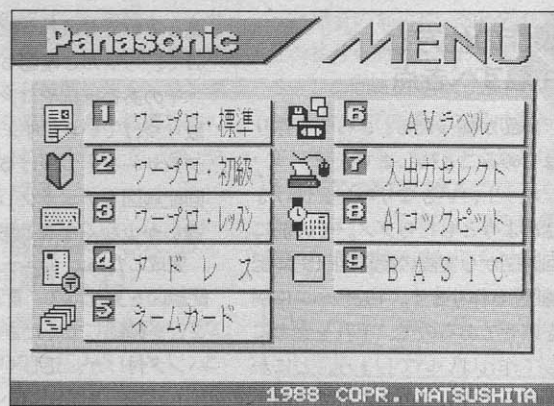 Panasonic MENU
1 ワープロ・標準
2 ワープロ・初級
3 ワープロ・レッスン
4 アドレス
5 ネームカード
6 AVラベル
7 入出力セレクト
8 A1コックピット
9 BASIC
1988 COPR. MATSUSHITA